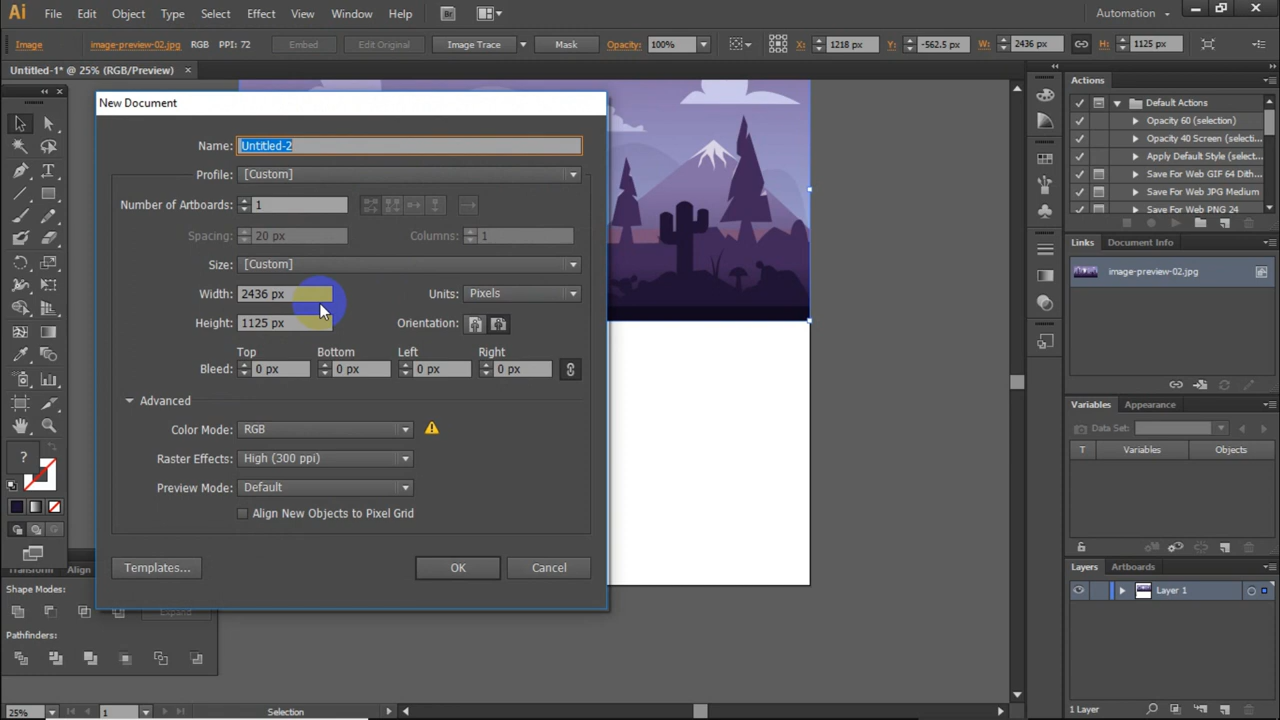 Ai File Edit Object Type Select Effect View Window Help Br Automation
Image image-preview-02.jpg RGB PPI: 72 Embed Edit Original Image Trace Mask Opacity: 100% X: 1218 px Y: -562.5 px W: 2436 px H: 1125 px
Untitled-1* @ 25% (RGB/Preview) ×
New Document
Name: Untitled-2
Profile: [Custom]
Number of Artboards: 1
Spacing: 20 px Columns: 1
Size: [Custom]
Width: 2436 px Units: Pixels
Height: 1125 px Orientation:
Top Bottom Left Right
Bleed: 0 px 0 px 0 px 0 px
Advanced
Color Mode: RGB
Raster Effects: High (300 ppi)
Preview Mode: Default
Align New Objects to Pixel Grid
Templates... OK Cancel
Actions
Default Actions
Opacity 60 (selection)
Opacity 40 Screen (selecti...
Apply Default Style (select...
Save For Web GIF 64 Dith...
Save For Web JPG Medium
Save For Web PNG 24
Links Document Info
image-preview-02.jpg
Variables Appearance
Data Set:
T Variables Objects
Layers Artboards
Layer 1
1 Layer
Transform Align
Shape Modes:
Expand
Pathfinders:
?
25% 1 Selection